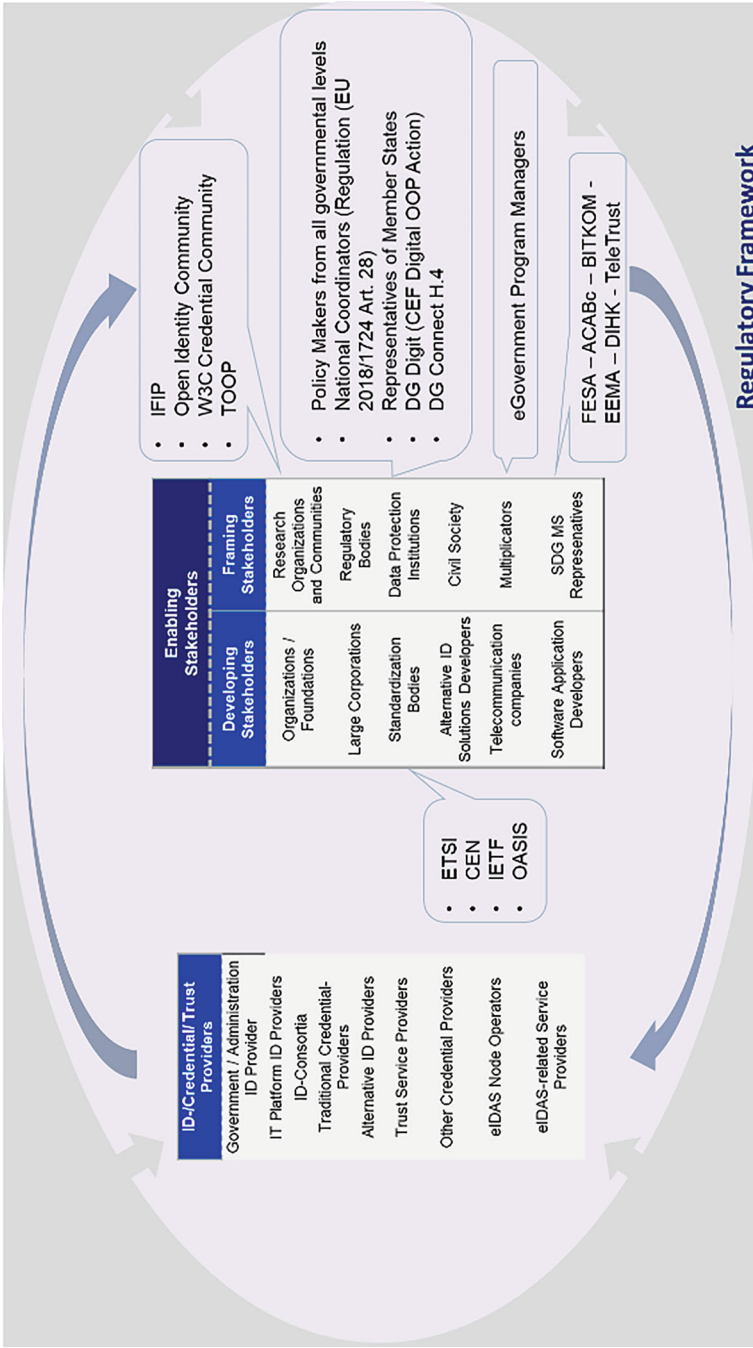 ID-/Credential/ Trust
Providers
Government / Administration
ID Provider
IT Platform ID Providers
ID-Consortia
Traditional Credential-
Providers
Alternative ID Providers
Trust Service Providers
Other Credential Providers
eIDAS Node Operators
eIDAS-related Service
Providers
• ETSI
• CEN
• IETF
• OASIS
Enabling
Stakeholders
Developing
Stakeholders
Organizations /
Foundations
Large Corporations
Standardization
Bodies
Alternative ID
Solutions Developers
Telecommunication
companies
Software Application
Developers
Framing
Stakeholders
Research
Organizations
and Communities
Regulatory
Bodies
Data Protection
Institutions
Civil Society
Multiplicators
SDG MS
Represenatives
• IFIP
• Open Identity Community
W3C Credential Community
• TOOP
• Policy Makers from all governmental levels
• National Coordinators (Regulation (EU
2018/1724 Art. 28)
• Representatives of Member States
• DG Digit (CEF Digital OOP Action)
• DG Connect H.4
eGovernment Program Managers
FESA – ACABc – BITKOM -
EEMA – DIHK - TeleTrust
Regulatory Framework